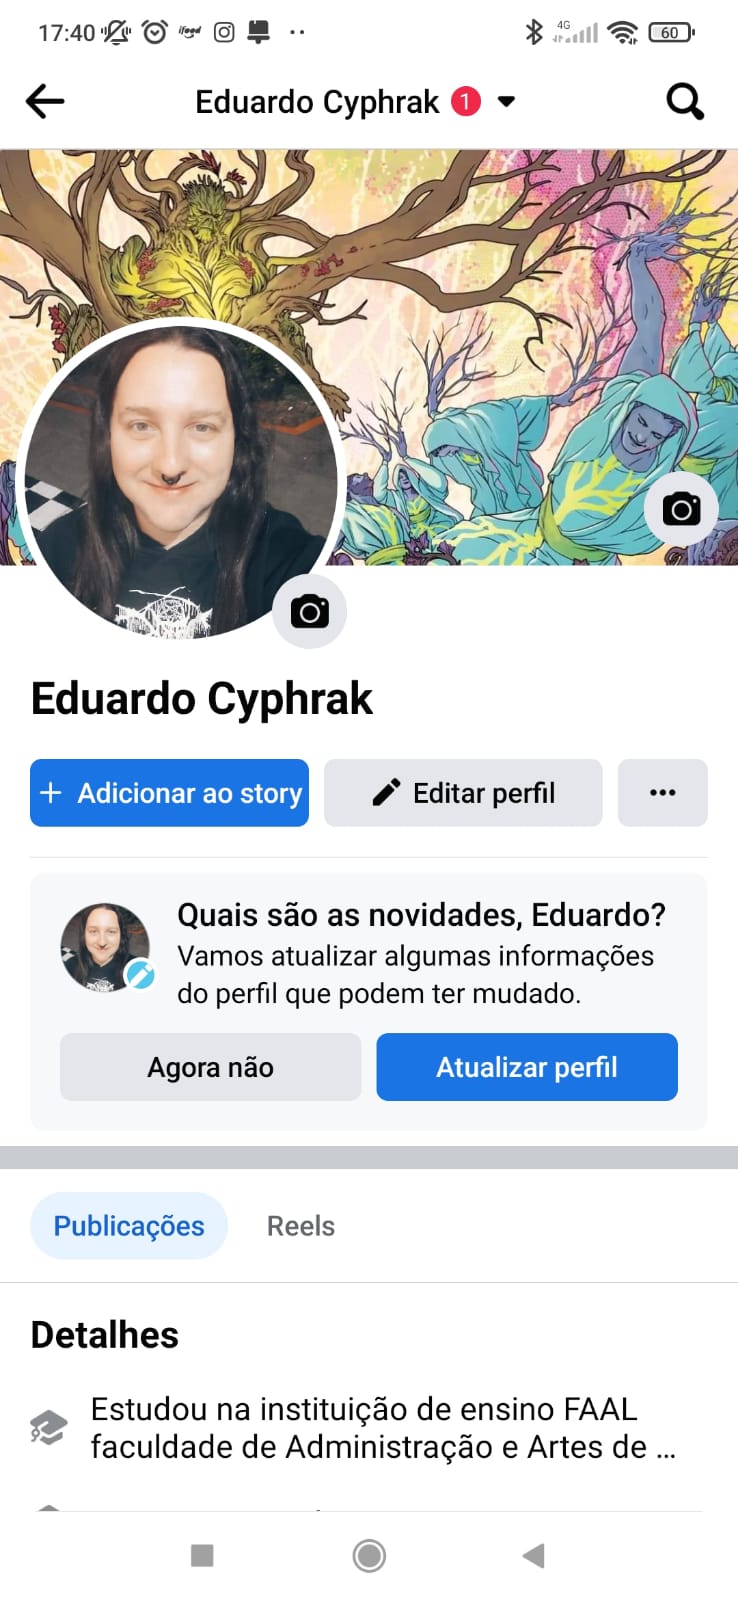 17:40 ifood 4G 60
Eduardo Cyphrak 1
Eduardo Cyphrak
+ Adicionar ao story
Editar perfil
Quais são as novidades, Eduardo?
Vamos atualizar algumas informações
do perfil que podem ter mudado.
Agora não
Atualizar perfil
Publicações
Reels
Detalhes
Estudou na instituição de ensino FAAL
faculdade de Administração e Artes de ...